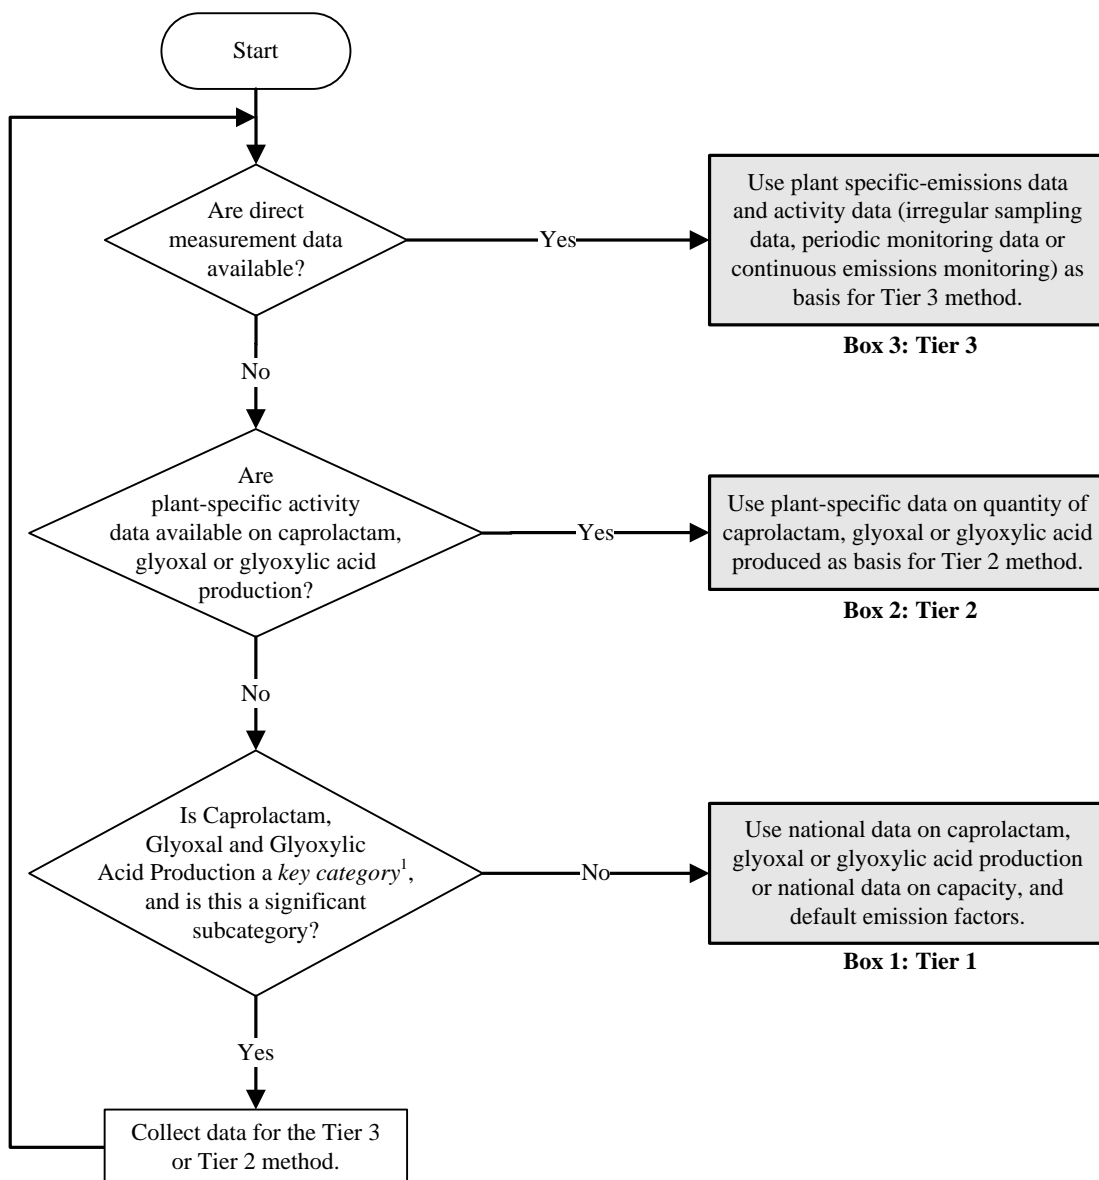 Start
Are direct
measurement data
available?
Yes
Use plant specific-emissions data
and activity data (irregular sampling
data, periodic monitoring data or
continuous emissions monitoring) as
basis for Tier 3 method.
Box 3: Tier 3
No
Are
plant-specific activity
data available on caprolactam,
glyoxal or glyoxylic acid
production?
Yes
Use plant-specific data on quantity of
caprolactam, glyoxal or glyoxylic acid
produced as basis for Tier 2 method.
Box 2: Tier 2
No
Is Caprolactam,
Glyoxal and Glyoxylic
Acid Production a key category¹,
and is this a significant
subcategory?
No
Use national data on caprolactam,
glyoxal or glyoxylic acid production
or national data on capacity, and
default emission factors.
Box 1: Tier 1
Yes
Collect data for the Tier 3
or Tier 2 method.